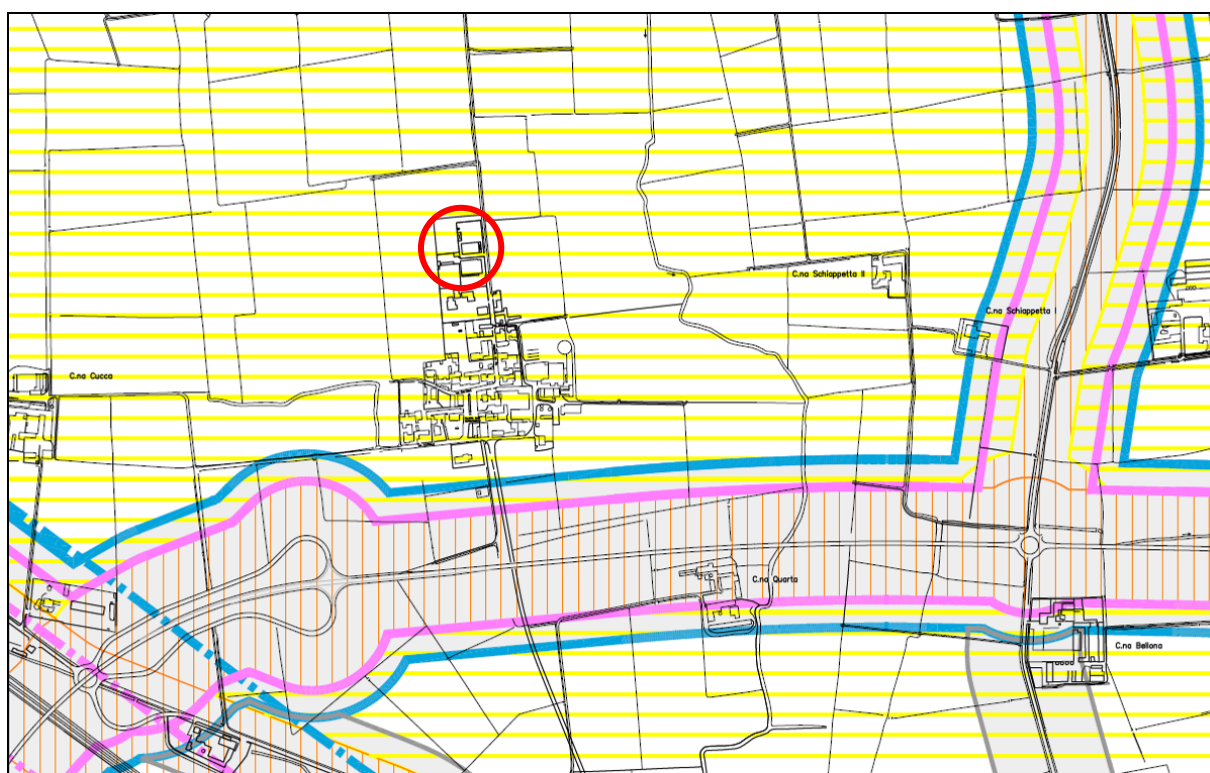 C.na Schiappetta II
C.na Schiappetta I
C.na Cucca
C.na Quarta
C.na Bellona